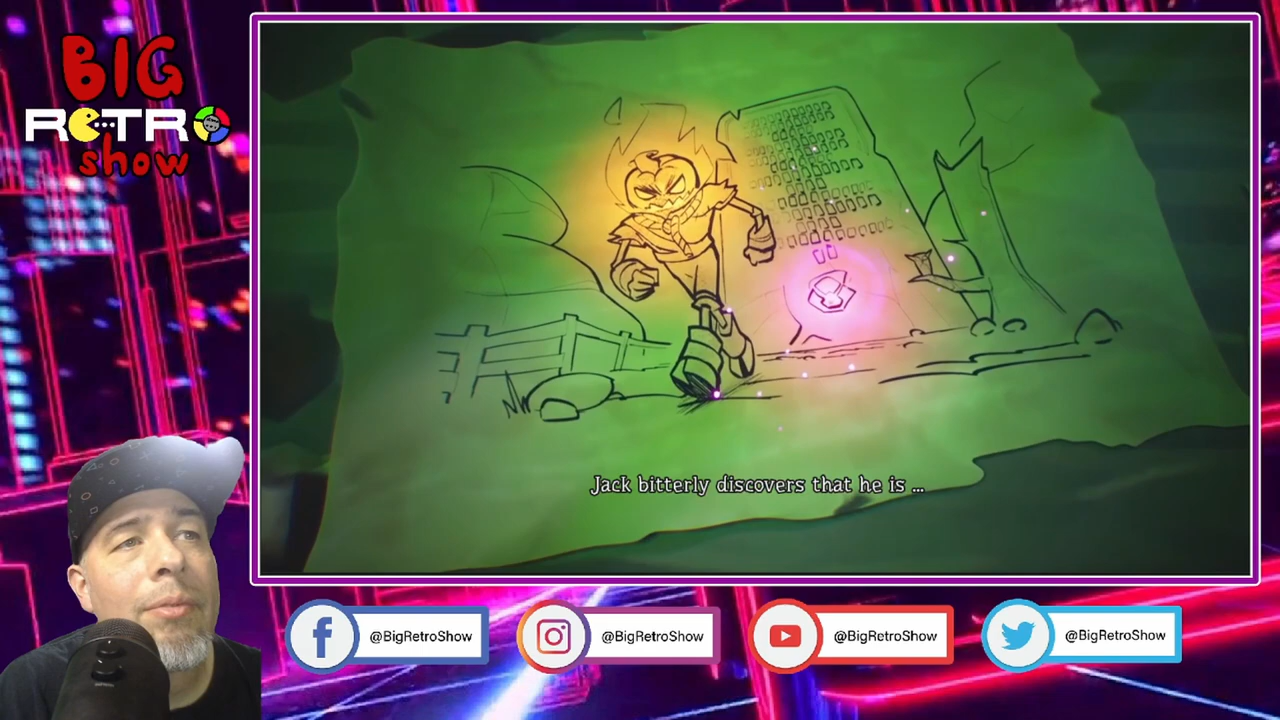 BIG
RETRO
show
Jack bitterly discovers that he is ...
@BigRetroShow
@BigRetroShow
@BigRetroShow
@BigRetroShow